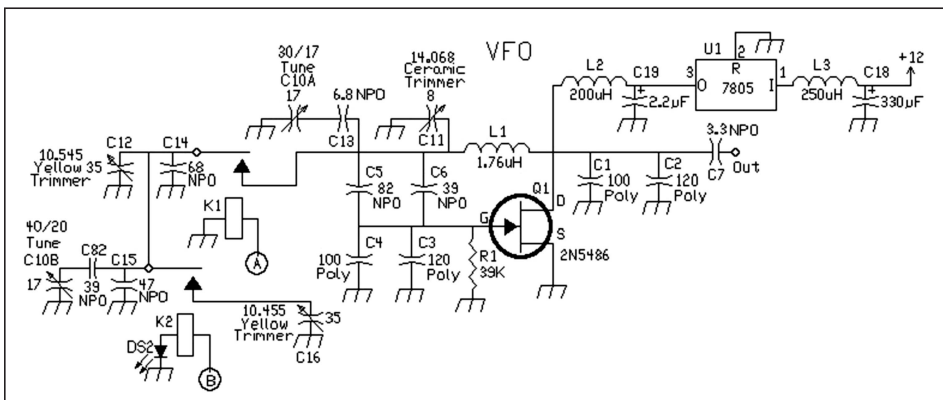 VFO
30/17
Tune
C10A
17
6.8 NPO
C13
14.068
Ceramic
Trimmer
8
C11
L1
1.76uH
L2
200uH
C19
+
2.2µF
U1
3
O
2
R
7805
1
I
L3
250uH
C18
+
330µF
+12
3.3NPO
C7
Out
C12
10.545
Yellow
Trimmer
35
C14
68
NPO
C5
82
NPO
C6
39
NPO
C1
100
Poly
C2
120
Poly
Q1
D
G
S
2N5486
K1
A
C4
100
Poly
C3
120
Poly
R1
39K
40/20
Tune
C10B
17
C82
39
NPO
C15
47
NPO
10.455
Yellow
Trimmer
35
C16
K2
DS2
B